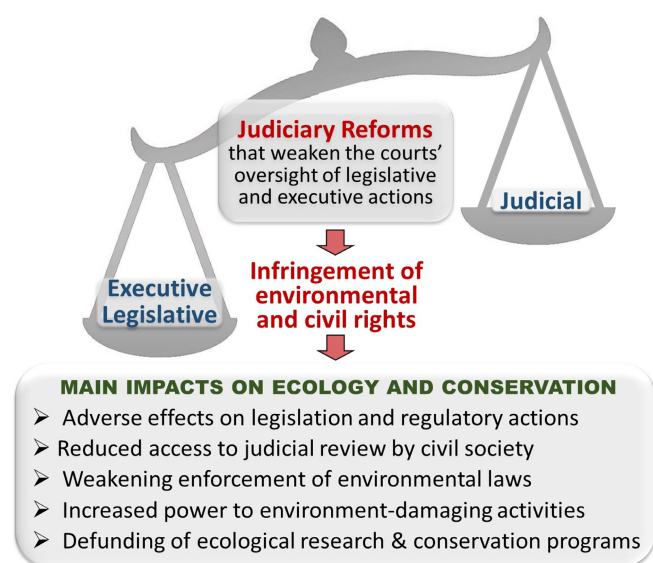 Judiciary Reforms
that weaken the courts'
oversight of legislative
and executive actions
Judicial
Executive
Legislative
Infringement of
environmental
and civil rights
MAIN IMPACTS ON ECOLOGY AND CONSERVATION
➢ Adverse effects on legislation and regulatory actions
➢ Reduced access to judicial review by civil society
➢ Weakening enforcement of environmental laws
➢ Increased power to environment-damaging activities
➢ Defunding of ecological research & conservation programs